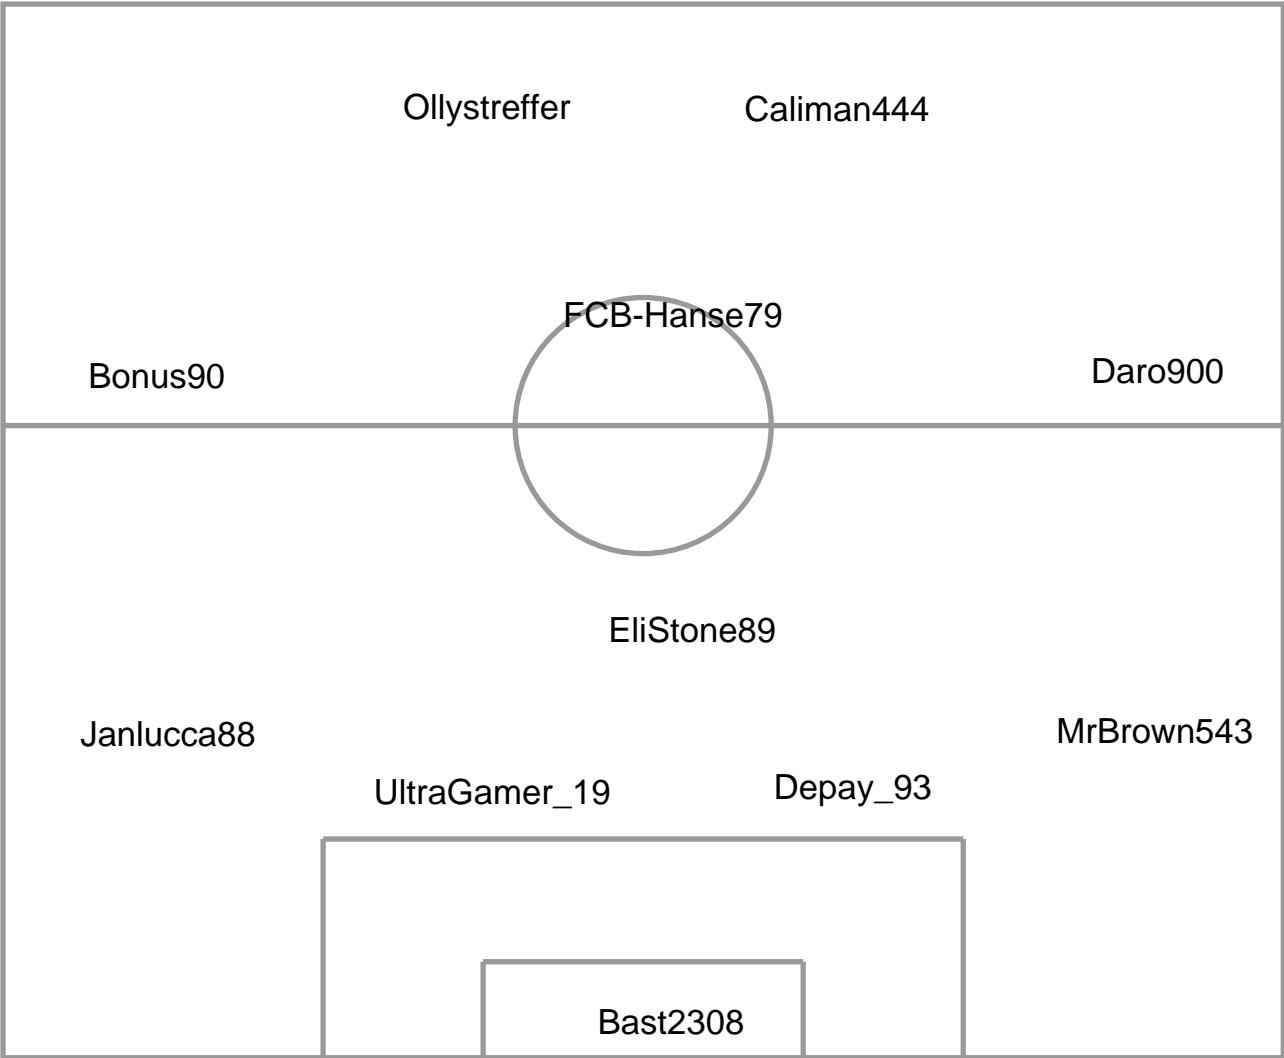 Ollystreffer
Caliman444
FCB-Hanse79
Bonus90
Daro900
EliStone89
Janlucca88
MrBrown543
UltraGamer_19
Depay_93
Bast2308